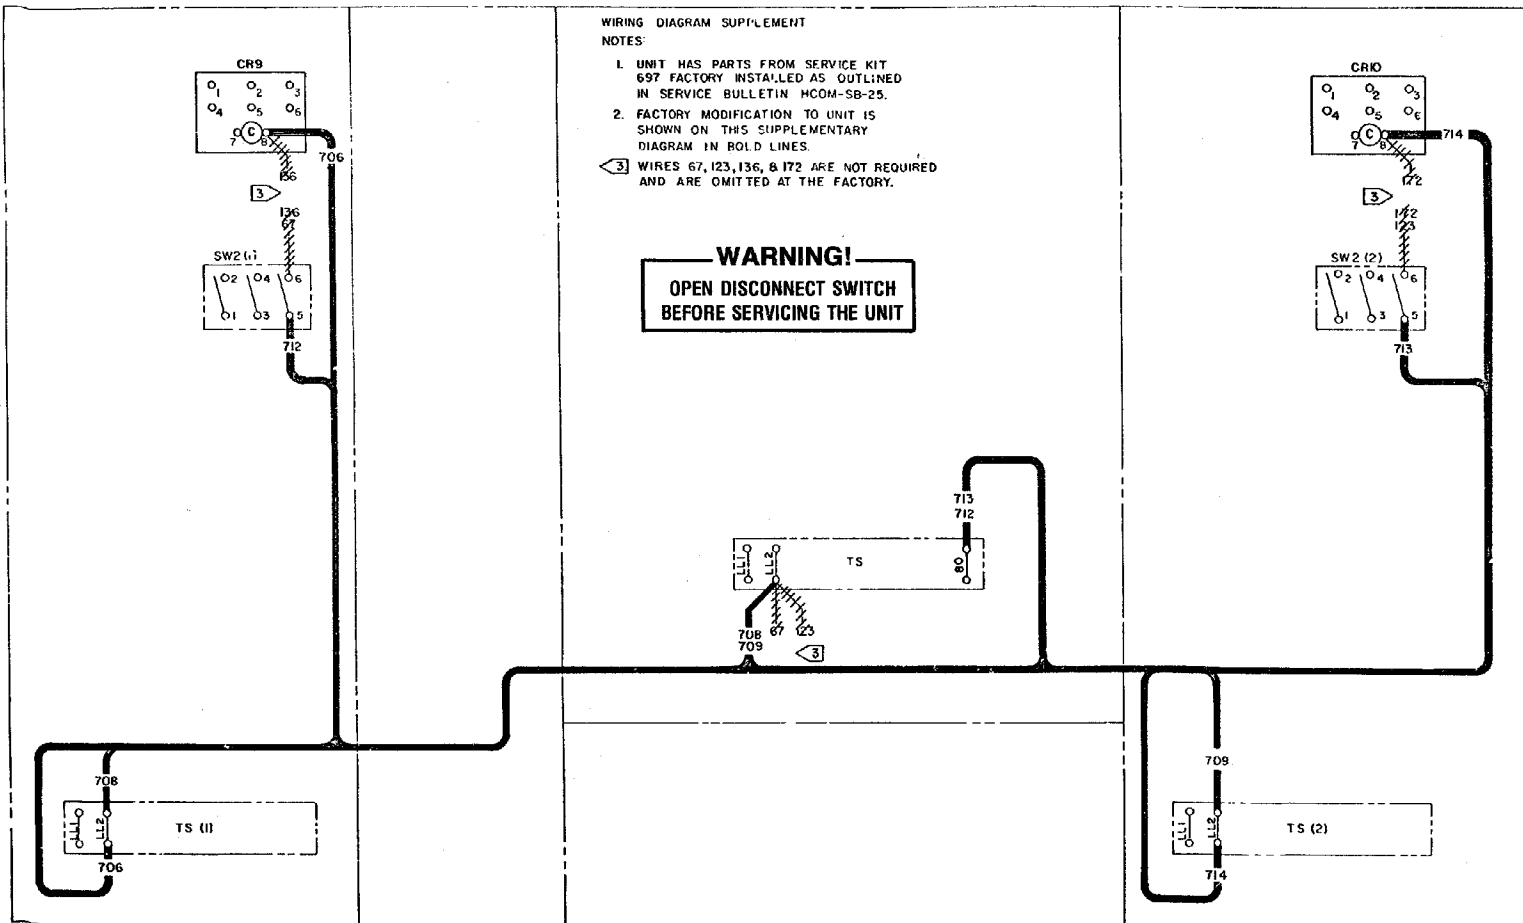 WIRING DIAGRAM SUPPLEMENT
NOTES:
1. UNIT HAS PARTS FROM SERVICE KIT
697 FACTORY INSTALLED AS OUTLINED
IN SERVICE BULLETIN HCOM-SB-25.
2. FACTORY MODIFICATION TO UNIT IS
SHOWN ON THIS SUPPLEMENTARY
DIAGRAM IN BOLD LINES.
3 WIRES 67, 123, 136, & 172 ARE NOT REQUIRED
AND ARE OMITTED AT THE FACTORY.
WARNING!
OPEN DISCONNECT SWITCH
BEFORE SERVICING THE UNIT
CR9
1 2 3
4 5 6
7 C 8
706
136
3
136
67
SW2 (1)
2 4 6
1 3 5
712
CR10
1 2 3
4 5 6
7 C 8
714
172
3
172
123
SW2 (2)
2 4 6
1 3 5
713
713
712
LL1 LL2 TS 80
708
709
67 123
3
708
LL1 LL2 TS (1)
706
709
LL1 LL2 TS (2)
714